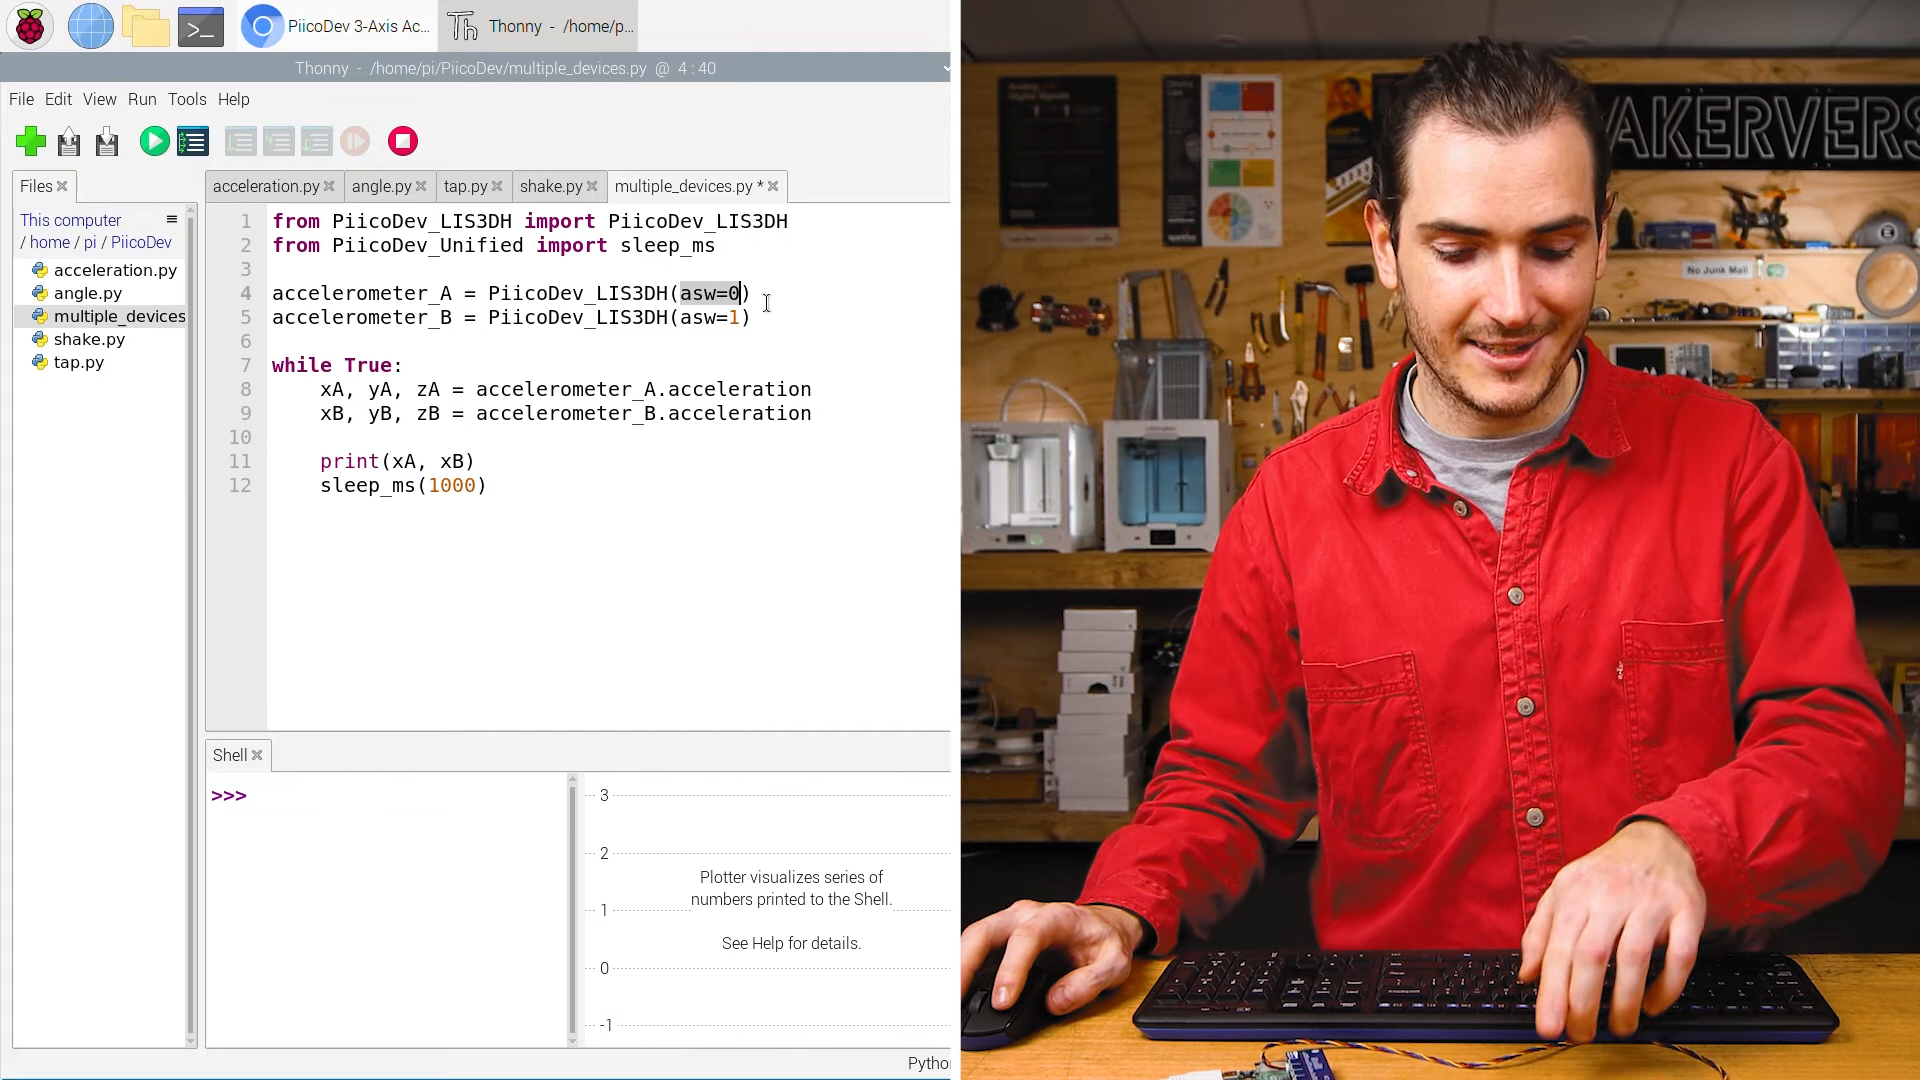 PiicoDev 3-Axis Ac...
Thonny - /home/p...
Thonny - /home/pi/PiicoDev/multiple_devices.py @ 4:40
File Edit View Run Tools Help
Files
acceleration.py
angle.py
tap.py
shake.py
multiple_devices.py *
This computer
/ home / pi / PiicoDev
acceleration.py
angle.py
multiple_devices
shake.py
tap.py
1 from PiicoDev_LIS3DH import PiicoDev_LIS3DH
2 from PiicoDev_Unified import sleep_ms
3
4 accelerometer_A = PiicoDev_LIS3DH(asw=0)
5 accelerometer_B = PiicoDev_LIS3DH(asw=1)
6
7 while True:
8 xA, yA, zA = accelerometer_A.acceleration
9 xB, yB, zB = accelerometer_B.acceleration
10
11 print(xA, xB)
12 sleep_ms(1000)
Shell
>>>
3
2
Plotter visualizes series of
numbers printed to the Shell.
1
See Help for details.
0
-1
Pytho
AKERVERS
No Junk Mail